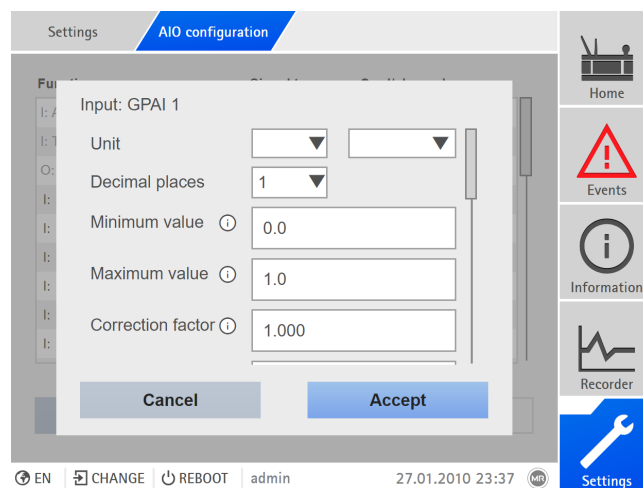 Settings AIO configuration
Input: GPAI 1
Unit
Decimal places 1
Minimum value i 0.0
Maximum value i 1.0
Correction factor i 1.000
Cancel Accept
Home
Events
Information
Recorder
Settings
EN CHANGE REBOOT admin 27.01.2010 23:37 MR